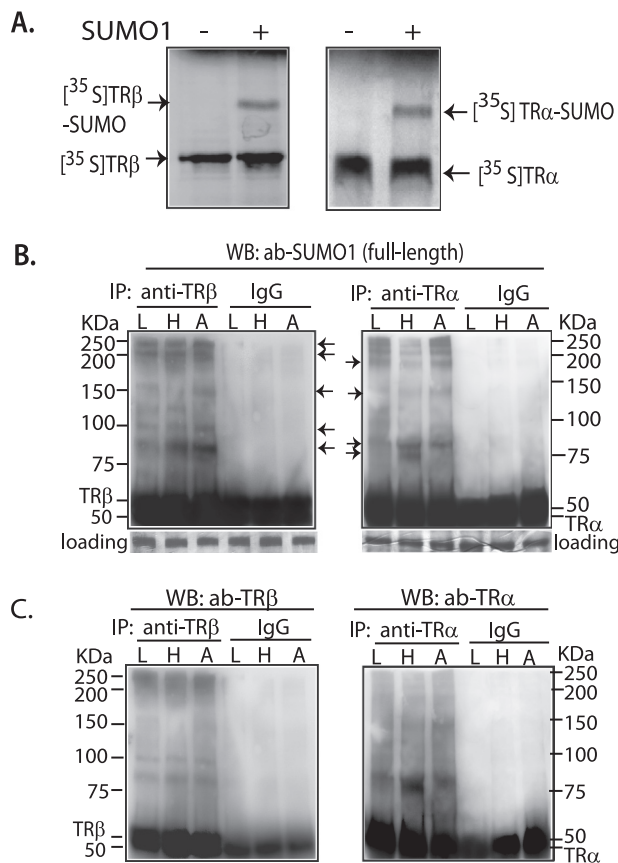 A.
SUMO1 - + - +
[35 S]TRβ
-SUMO
[35 S]TRβ
[35S] TRα-SUMO
[35 S]TRα
B.
WB: ab-SUMO1 (full-length)
IP: anti-TRβ IgG
KDa L H A L H A
250
200
150
100
75
TRβ
50
loading
IP: anti-TRα IgG
L H A L H A KDa
250
200
150
100
75
50
TRα
loading
C.
WB: ab-TRβ
IP: anti-TRβ IgG
KDa L H A L H A
250
200
150
100
75
TRβ
50
WB: ab-TRα
IP: anti-TRα IgG
L H A L H A KDa
250
200
150
100
75
50
TRα